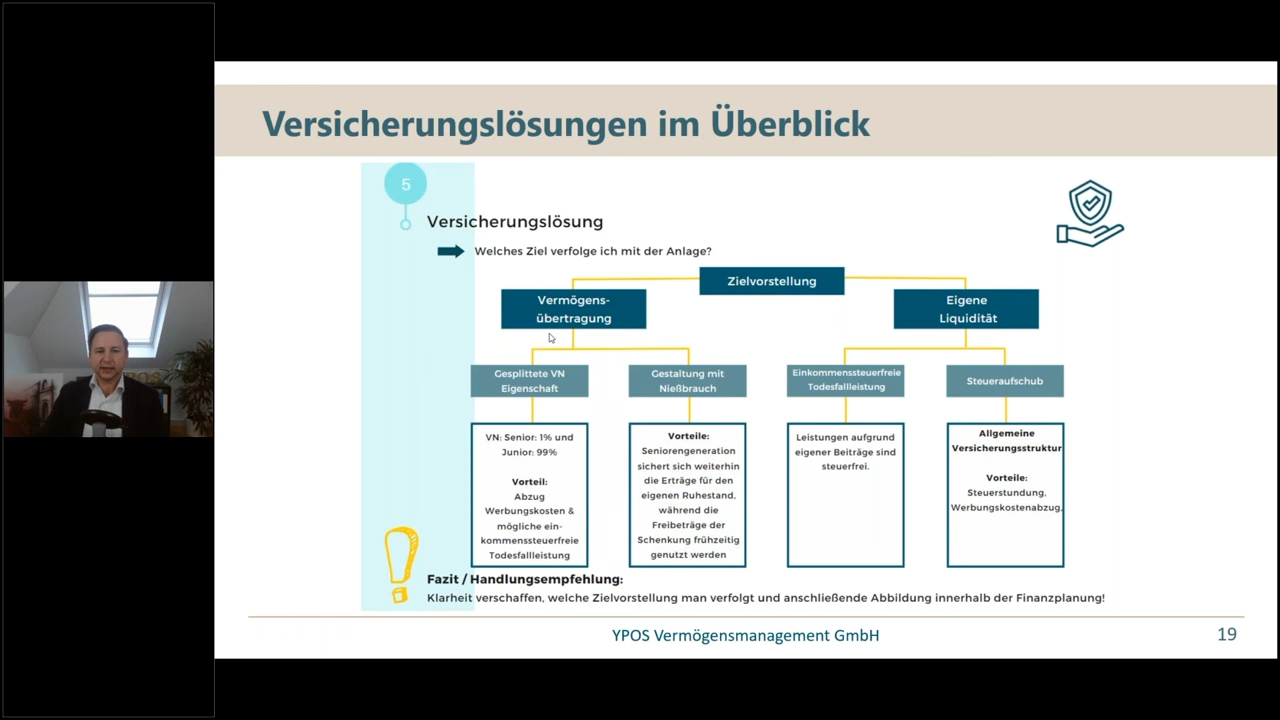 Versicherungslösungen im Überblick
5
Versicherungslösung
Welches Ziel verfolge ich mit der Anlage?
Zielvorstellung
Vermögens-
übertragung
Eigene
Liquidität
Gesplittete VN
Eigenschaft
Gestaltung mit
Nießbrauch
Einkommenssteuerfreie
Todesfallleistung
Steueraufschub
VN: Senior: 1% und
Junior: 99%
Vorteil:
Abzug
Werbungskosten &
mögliche ein-
kommenssteuerfreie
Todesfallleistung
Vorteile:
Seniorengeneration
sichert sich weiterhin
die Erträge für den
eigenen Ruhestand,
während die
Freibeträge der
Schenkung frühzeitig
genutzt werden
Leistungen aufgrund
eigener Beiträge sind
steuerfrei.
Allgemeine
Versicherungsstruktur
Vorteile:
Steuerstundung,
Werbungskostenabzug,
Fazit / Handlungsempfehlung:
Klarheit verschaffen, welche Zielvorstellung man verfolgt und anschließende Abbildung innerhalb der Finanzplanung!
YPOS Vermögensmanagement GmbH
19